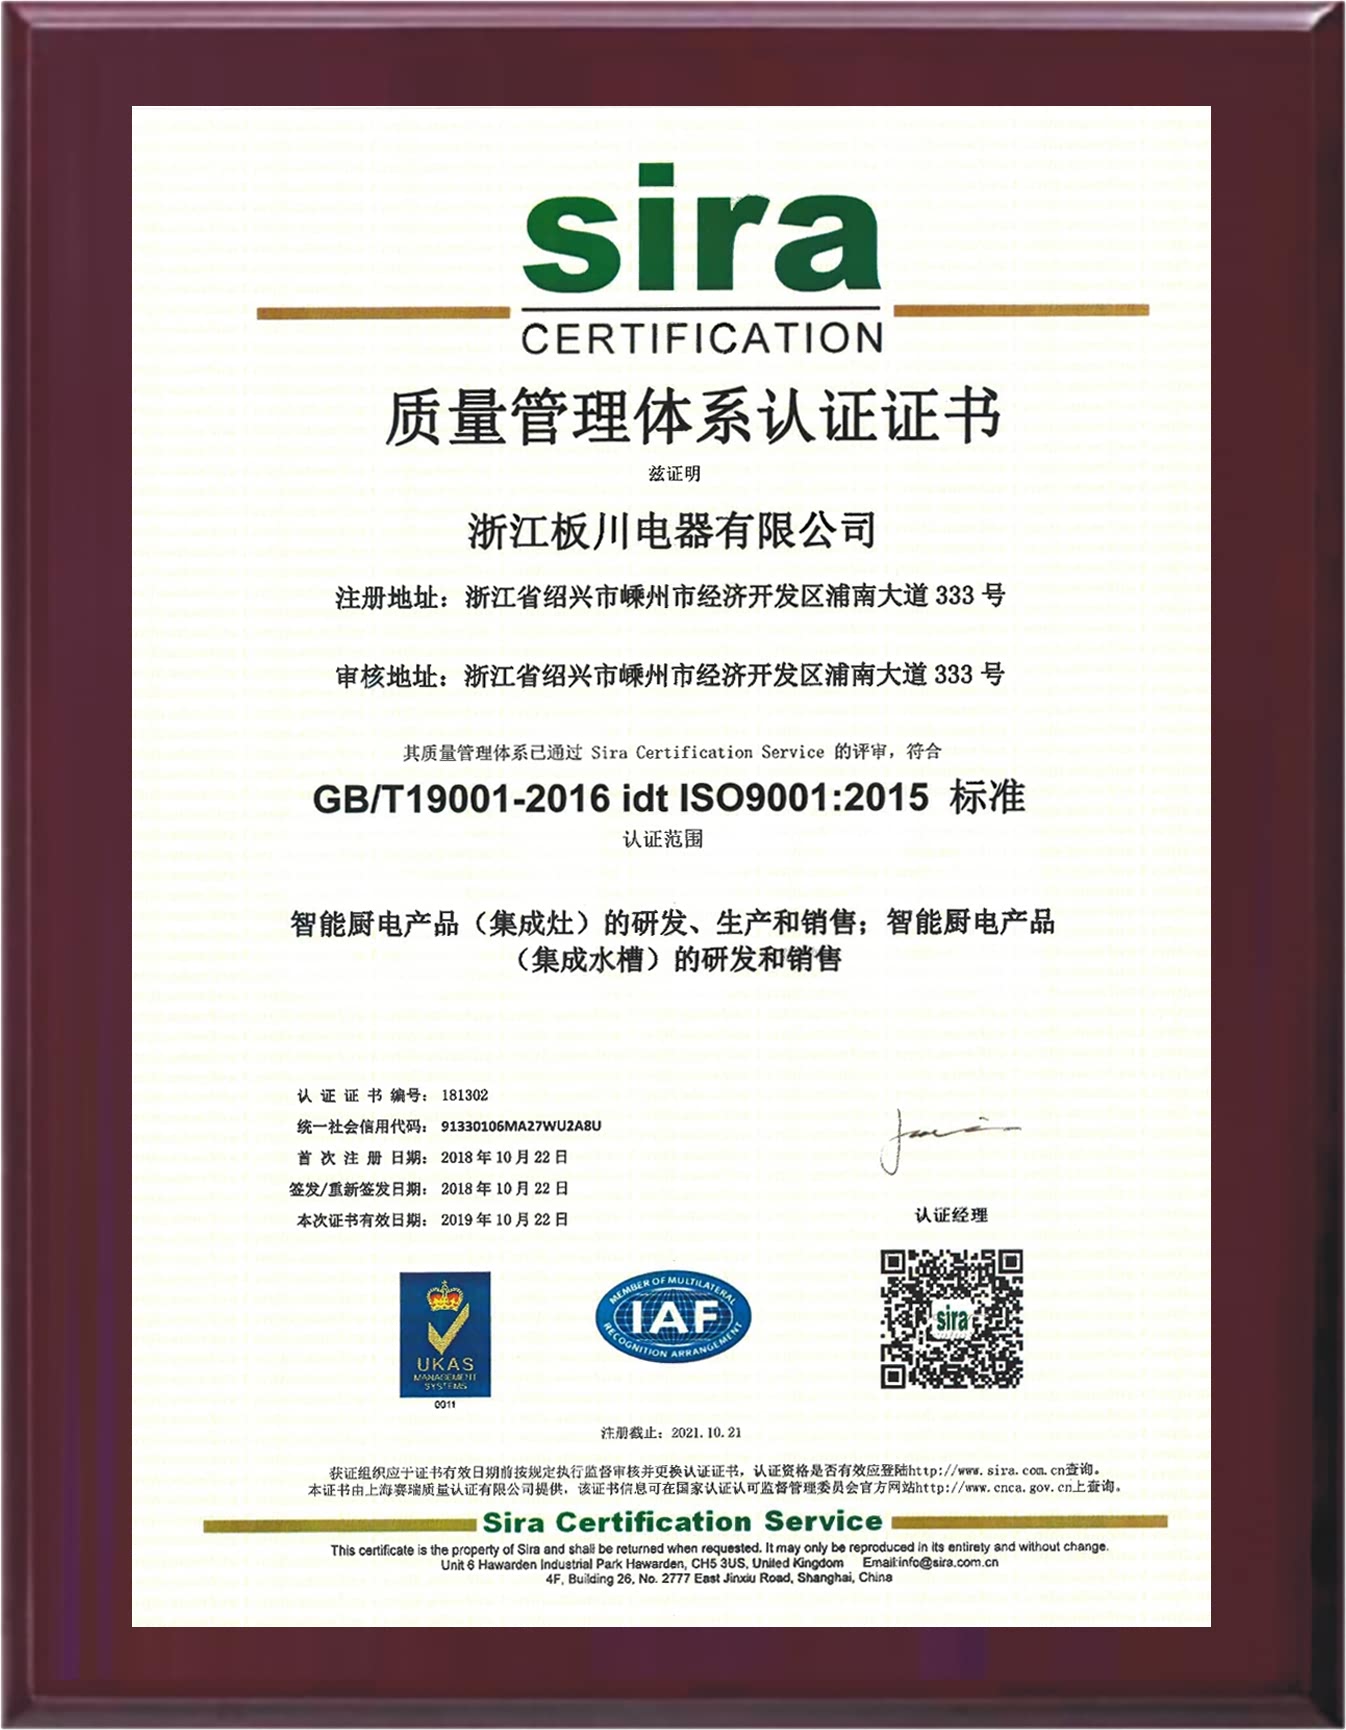 sira
CERTIFICATION
质量管理体系认证证书
兹证明
浙江板川电器有限公司
注册地址：浙江省绍兴市嵊州市经济开发区浦南大道 333 号
审核地址：浙江省绍兴市嵊州市经济开发区浦南大道 333 号
其质量管理体系已通过 Sira Certification Service 的评审，符合
GB/T19001-2016 idt ISO9001:2015 标准
认证范围
智能厨电产品（集成灶）的研发、生产和销售；智能厨电产品
（集成水槽）的研发和销售
认证证书编号： 181302
统一社会信用代码： 91330106MA27WU2A8U
首次注册日期： 2018 年 10 月 22 日
签发/重新签发日期： 2018 年 10 月 22 日
本次证书有效日期： 2019 年 10 月 22 日
认证经理
UKAS
MANAGEMENT
SYSTEMS
0011
MEMBER OF MULTILATERAL
IAF
RECOGNITION ARRANGEMENT
sira
注册截止：2021.10.21
获证组织应于证书有效日期前按规定执行监督审核并更换认证证书，认证资格是否有效应登陆http://www.sira.com.cn查询。
本证书由上海赛瑞质量认证有限公司提供，该证书信息可在国家认证认可监督管理委员会官方网站http://www.cnca.gov.cn上查询。
Sira Certification Service
This certificate is the property of Sira and shall be returned when requested. It may only be reproduced in its entirety and without change.
Unit 6 Hawarden Industrial Park Hawarden, CH5 3US, United Kingdom Email:info@sira.com.cn
4F, Building 26, No. 2777 East Jinxiu Road, Shanghai, China